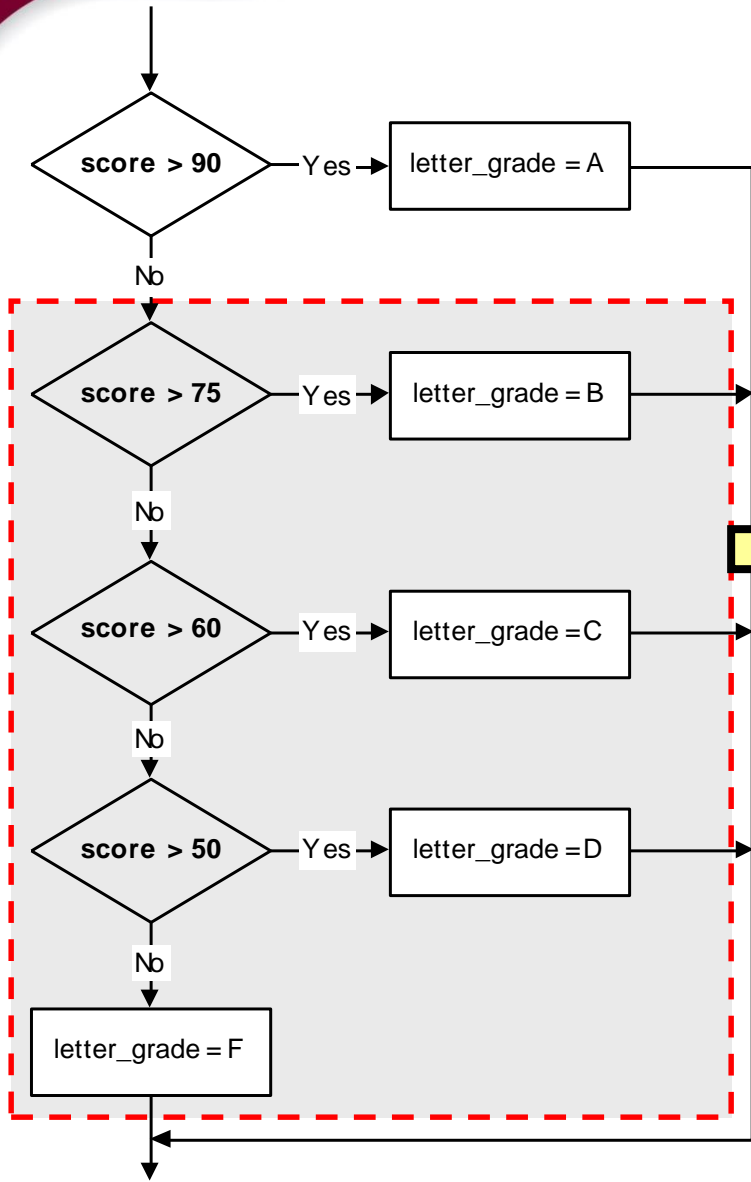 score > 90
Yes
letter_grade = A
No
score > 75
Yes
letter_grade = B
No
score > 60
Yes
letter_grade =C
No
score > 50
Yes
letter_grade =D
No
letter_grade = F